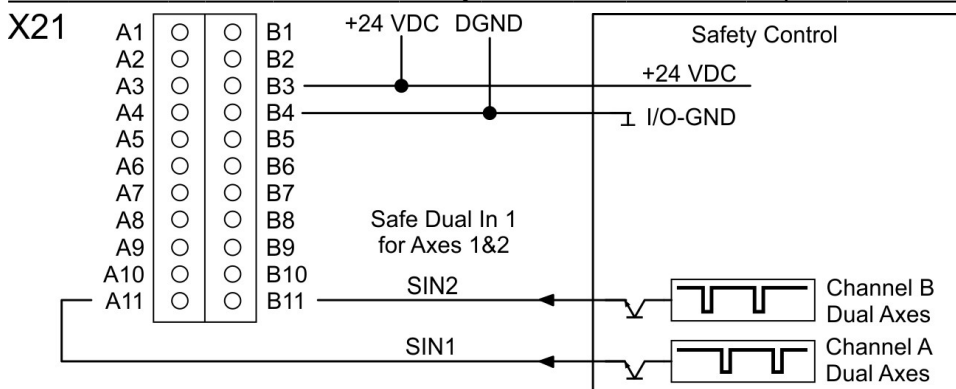 X21
+24 VDC DGND
Safety Control
A1 B1
A2 B2
A3 B3
+24 VDC
A4 B4
I/O-GND
A5 B5
A6 B6
A7 B7
A8 B8
Safe Dual In 1
A9 B9
for Axes 1&2
A10 B10
A11 B11
SIN2
Channel B
Dual Axes
SIN1
Channel A
Dual Axes